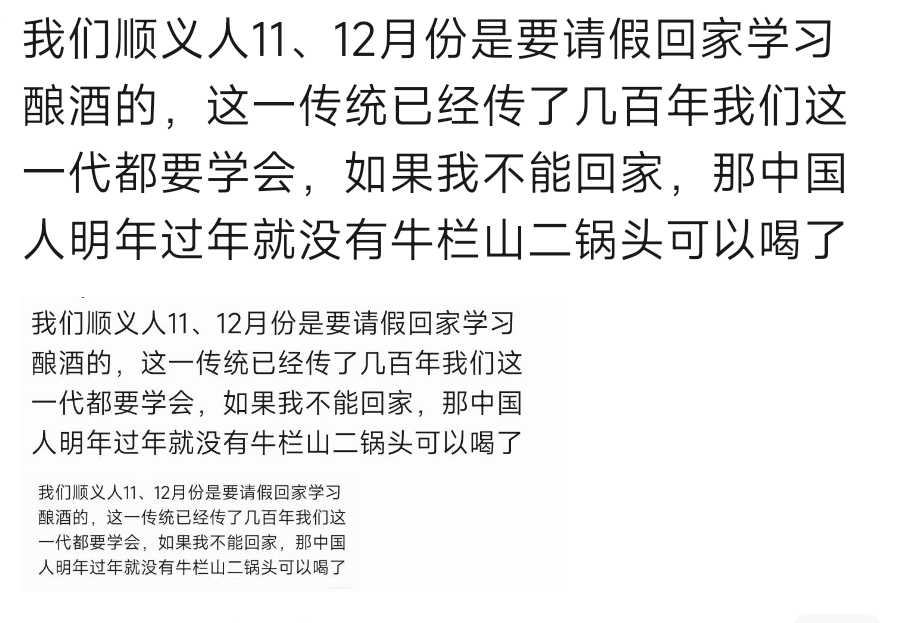 我们顺义人11、12月份是要请假回家学习
酿酒的，这一传统已经传了几百年我们这
一代都要学会，如果我不能回家，那中国
人明年过年就没有牛栏山二锅头可以喝了
我们顺义人11、12月份是要请假回家学习
酿酒的，这一传统已经传了几百年我们这
一代都要学会，如果我不能回家，那中国
人明年过年就没有牛栏山二锅头可以喝了
我们顺义人11、12月份是要请假回家学习
酿酒的，这一传统已经传了几百年我们这
一代都要学会，如果我不能回家，那中国
人明年过年就没有牛栏山二锅头可以喝了